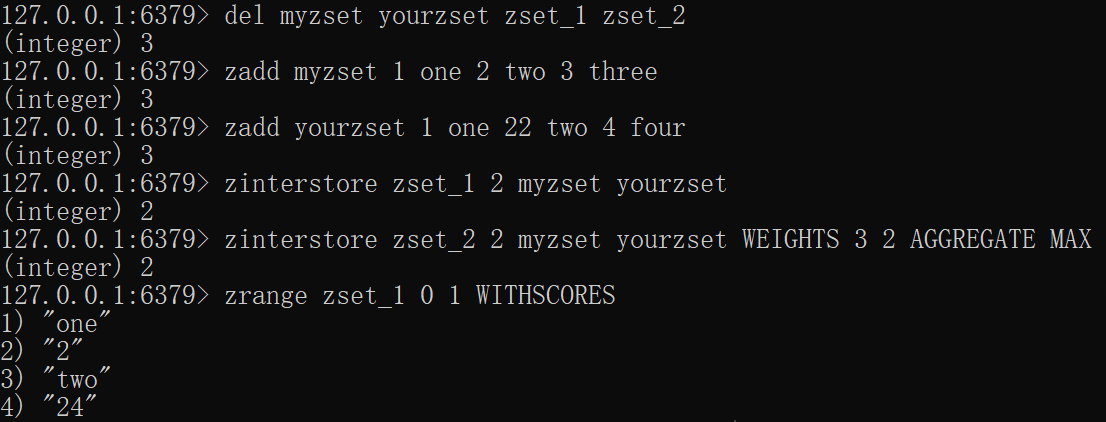 127.0.0.1:6379> del myzset yourzset zset_1 zset_2
(integer) 3
127.0.0.1:6379> zadd myzset 1 one 2 two 3 three
(integer) 3
127.0.0.1:6379> zadd yourzset 1 one 22 two 4 four
(integer) 3
127.0.0.1:6379> zinterstore zset_1 2 myzset yourzset
(integer) 2
127.0.0.1:6379> zinterstore zset_2 2 myzset yourzset WEIGHTS 3 2 AGGREGATE MAX
(integer) 2
127.0.0.1:6379> zrange zset_1 0 1 WITHSCORES
1) "one"
2) "2"
3) "two"
4) "24"